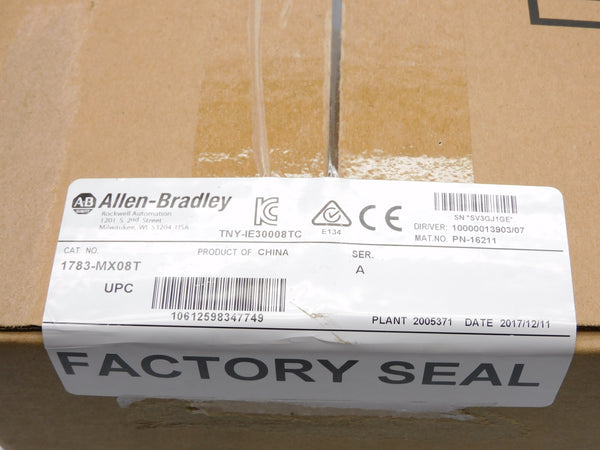 AB Allen-Bradley
Rockwell Automation
1201 S. 2nd Street
Milwaukee, WI 53204 USA
TNY-IE30008TC
E134
CE
SN "SV3GJ1GE"
DIR/VER: 10000013903/07
MAT.NO. PN-16211
CAT. NO. PRODUCT OF CHINA SER.
1783-MX08T A
UPC
10612598347749
PLANT 2005371 DATE 2017/12/11
FACTORY SEAL